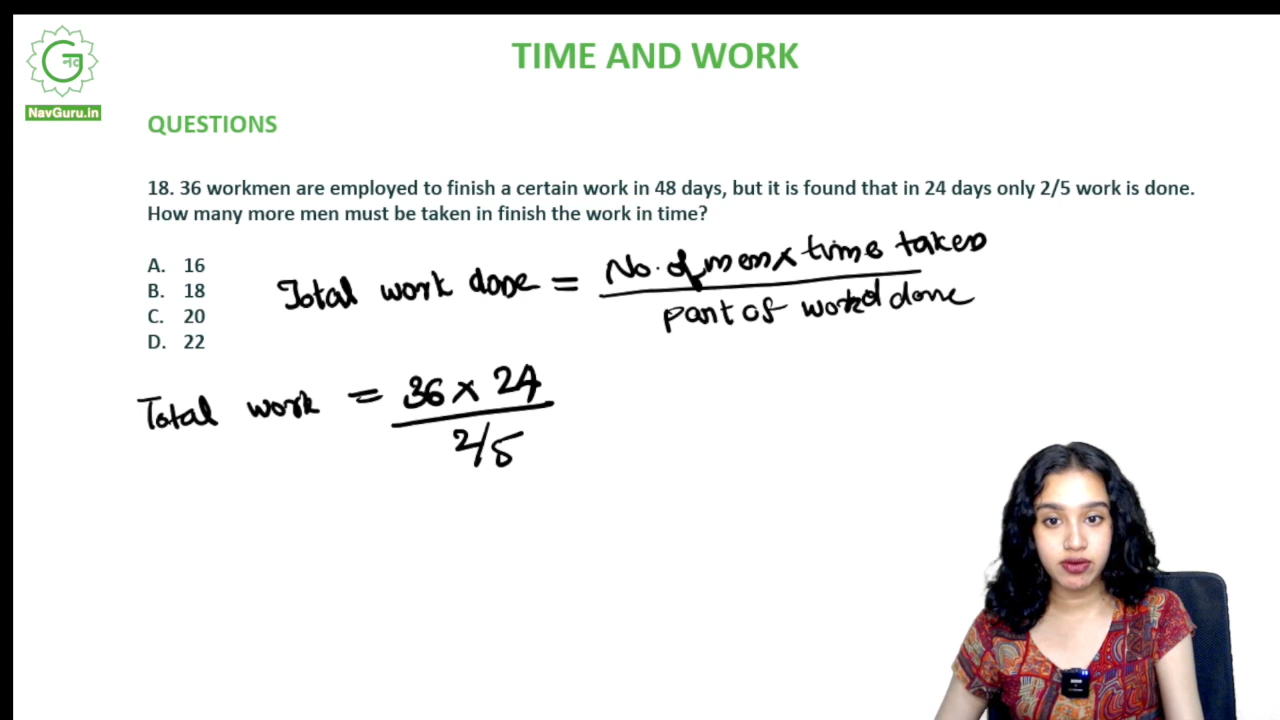 नव
NavGuru.in
TIME AND WORK
QUESTIONS
18. 36 workmen are employed to finish a certain work in 48 days, but it is found that in 24 days only 2/5 work is done.
How many more men must be taken in finish the work in time?
A. 16
B. 18
C. 20
D. 22
Total work done = No. of men x time taken
part of work done
Total work = 36 x 24
2/5